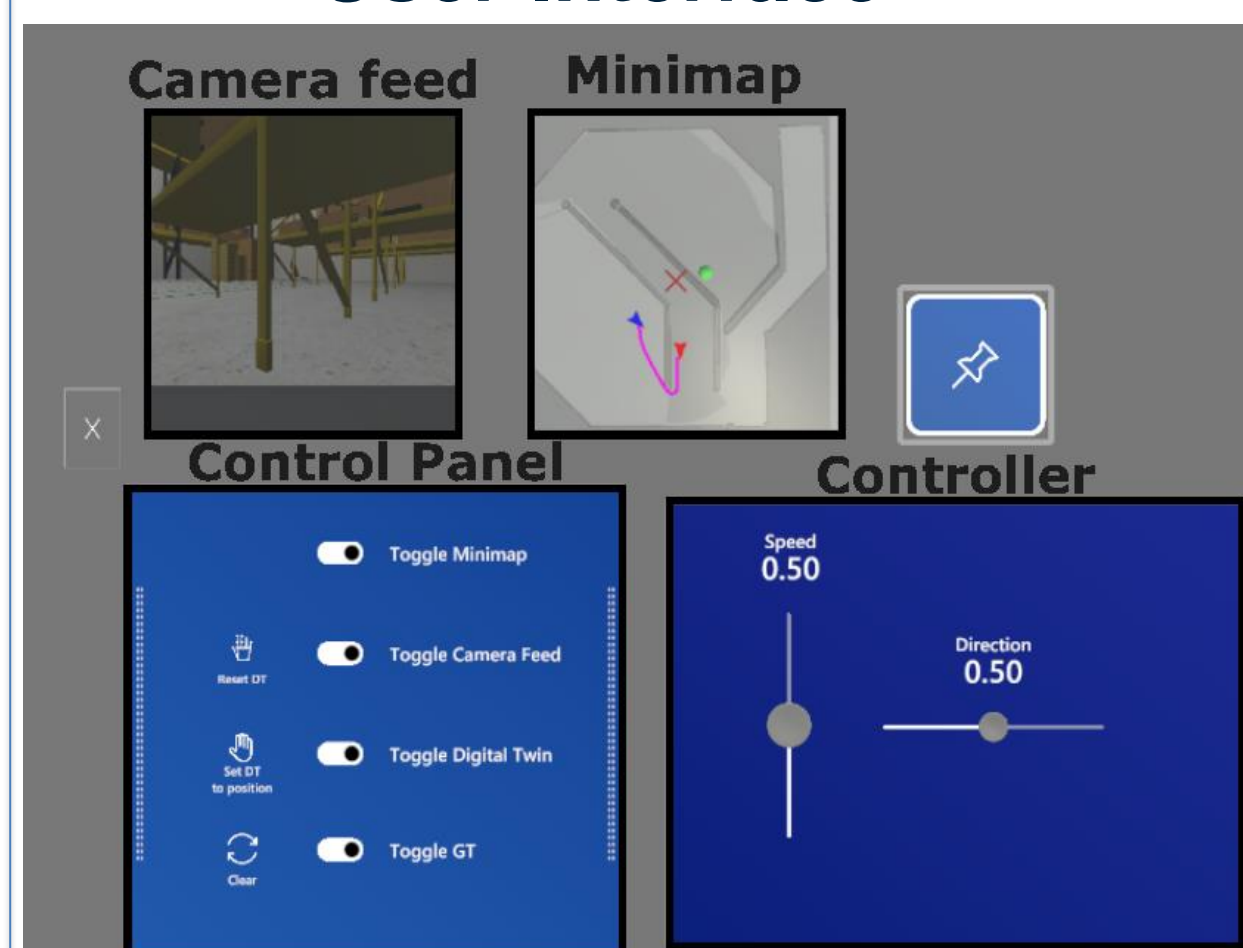 User interface
Camera feed
Minimap
X
Control Panel
Controller
Toggle Minimap
Reset DT
Toggle Camera Feed
Set DT
to position
Toggle Digital Twin
Clear
Toggle GT
Speed
0.50
Direction
0.50